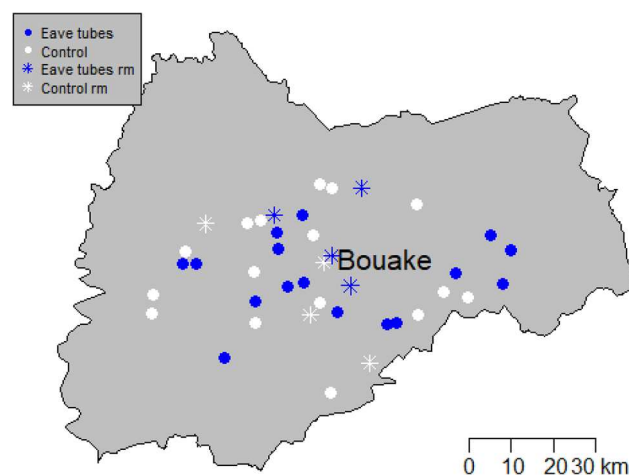 Eave tubes
Control
Eave tubes rm
Control rm
Bouake
0 10 20 30 km